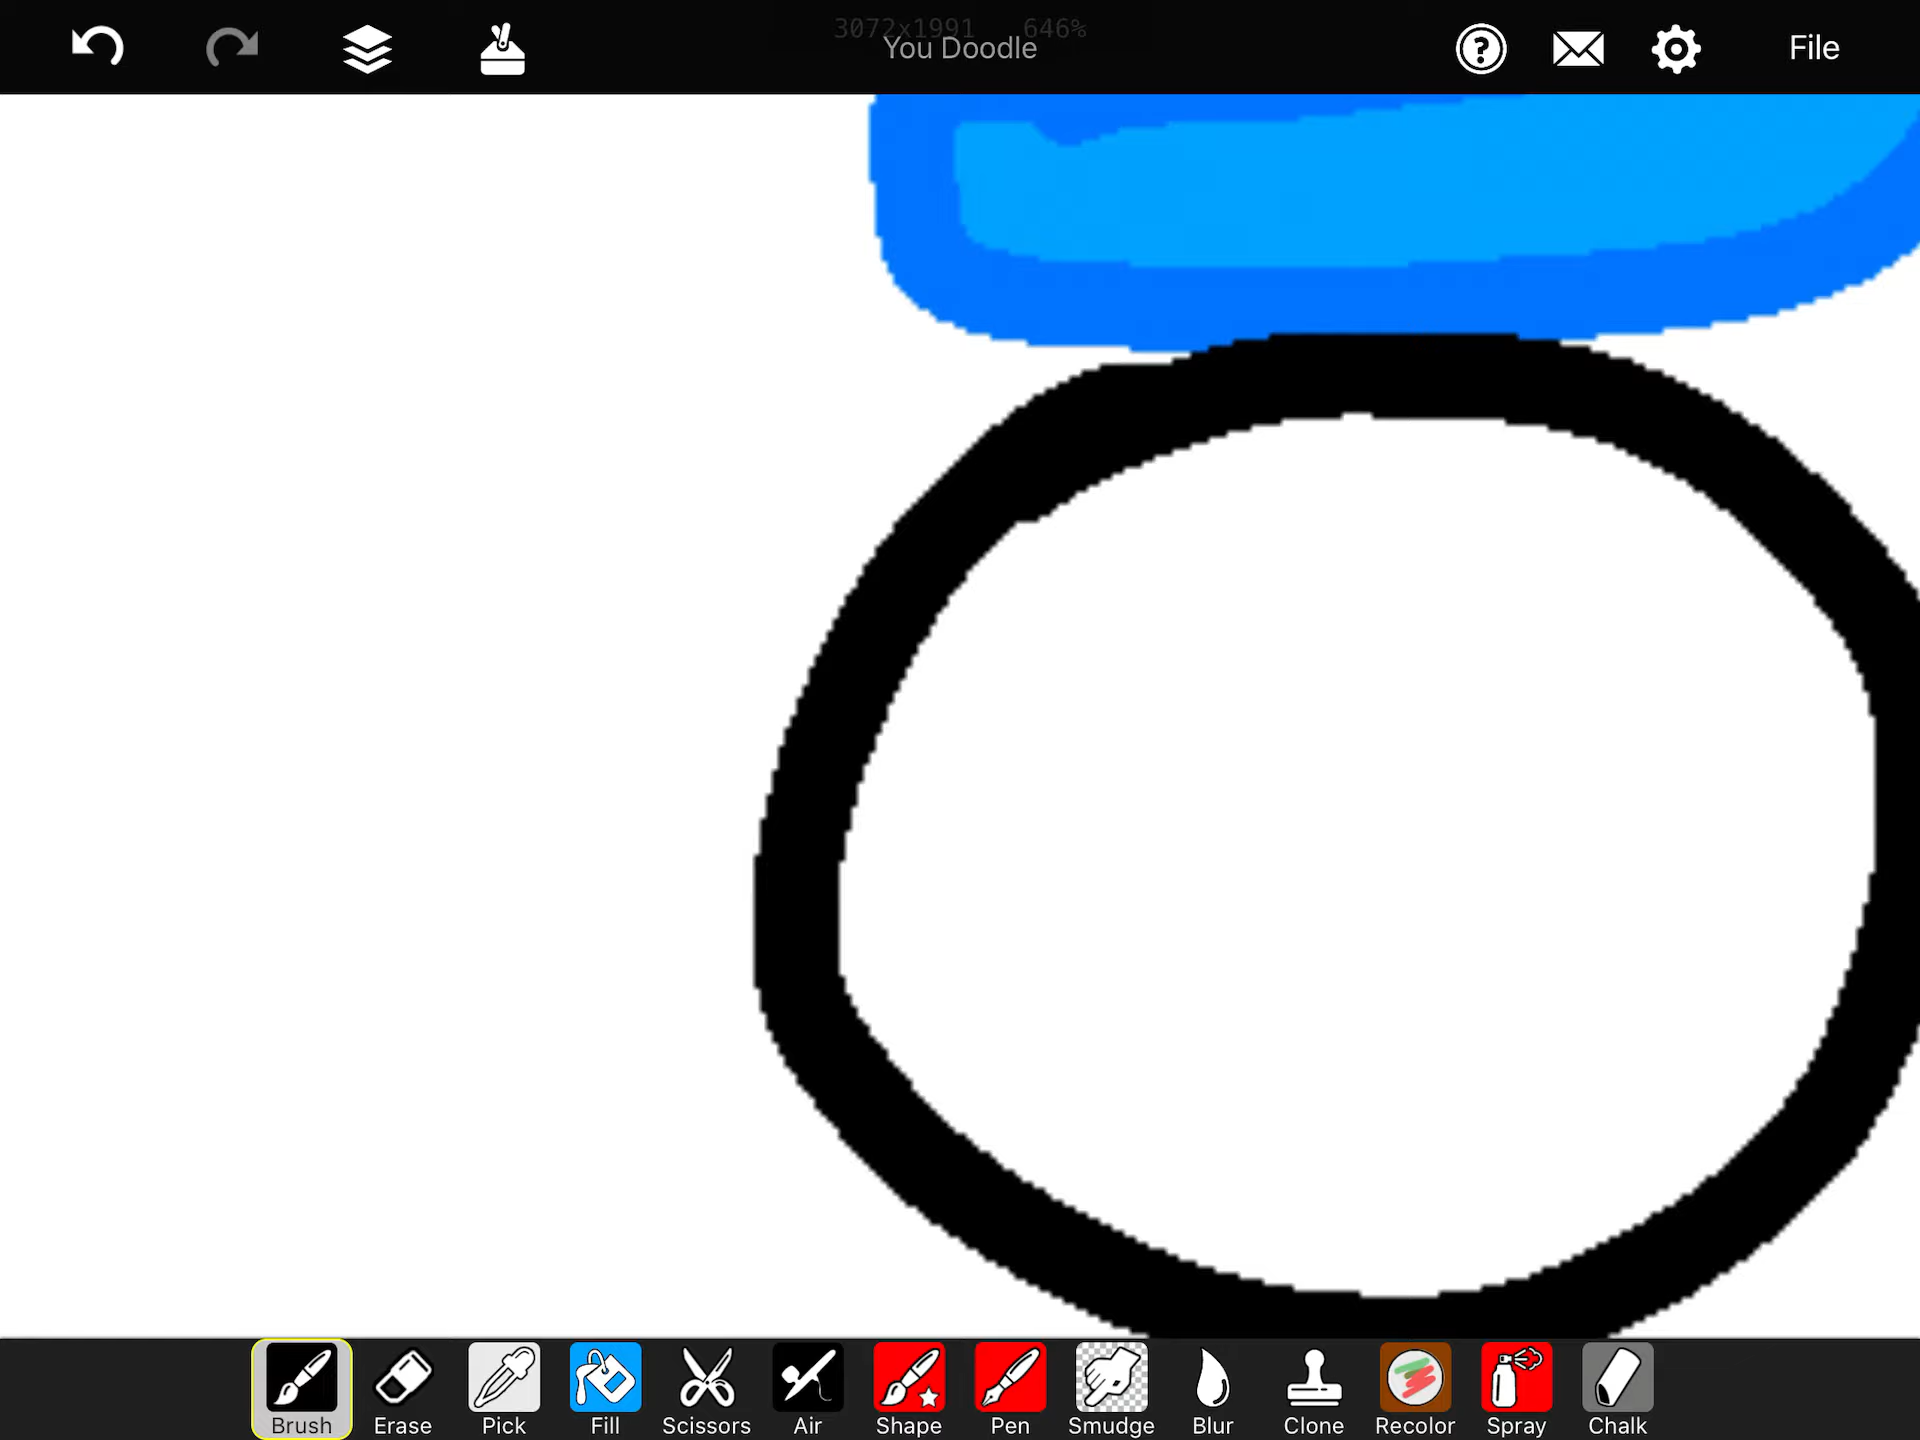 3072x1991 646%
You Doodle
File
Brush
Erase
Pick
Fill
Scissors
Air
Shape
Pen
Smudge
Blur
Clone
Recolor
Spray
Chalk